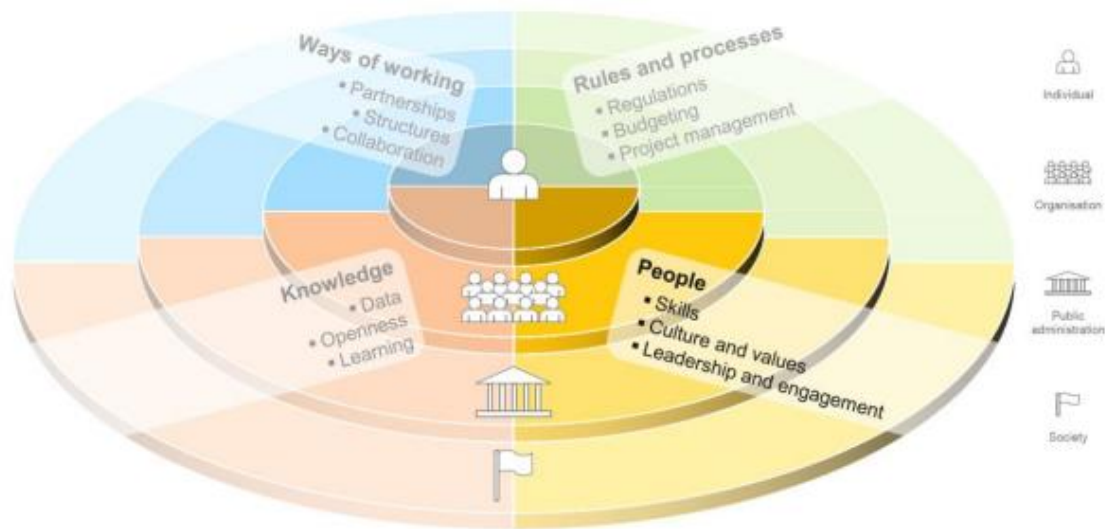 Ways of working
▪ Partnerships
▪ Structures
▪ Collaboration
Rules and processes
▪ Regulations
▪ Budgeting
▪ Project management
Knowledge
▪ Data
▪ Openness
▪ Learning
People
▪ Skills
▪ Culture and values
▪ Leadership and engagement
Individual
Organisation
Public
administration
Society